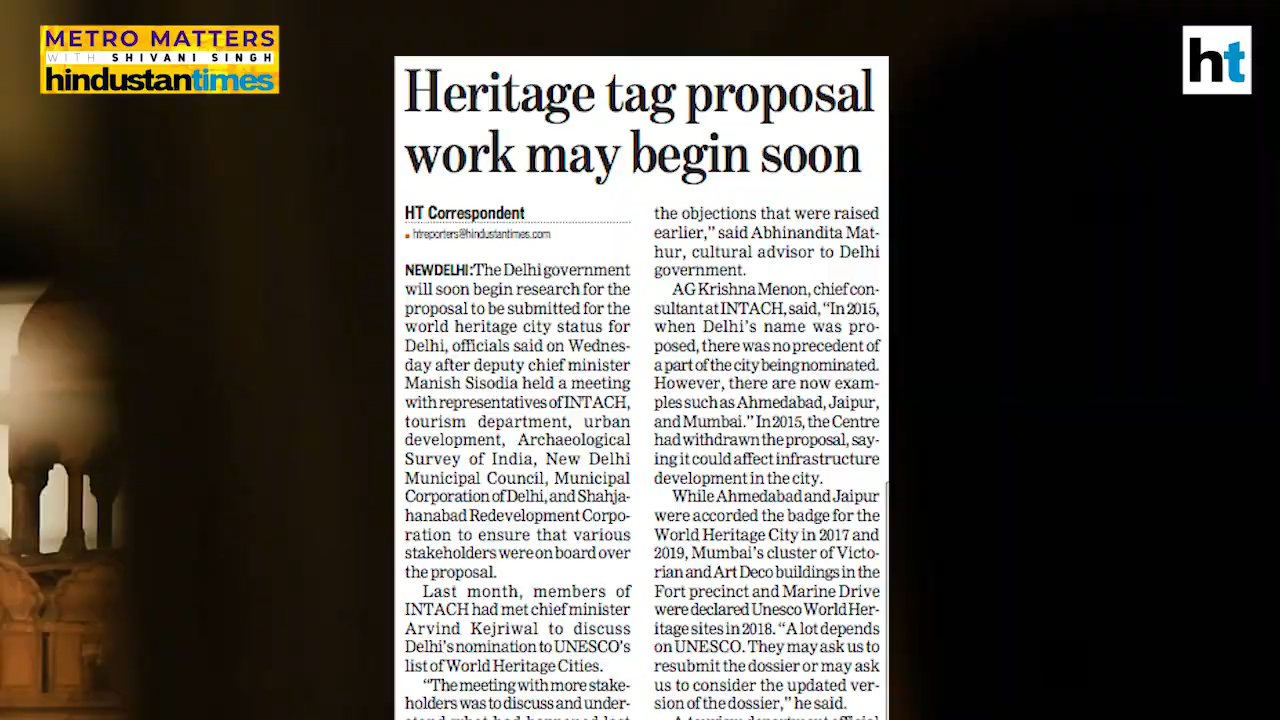 METRO MATTERS
WITH SHIVANI SINGH
hindustantimes
ht
Heritage tag proposal
work may begin soon
HT Correspondent
htreporters@hindustantimes.com
NEW DELHI: The Delhi government
will soon begin research for the
proposal to be submitted for the
world heritage city status for
Delhi, officials said on Wednes-
day after deputy chief minister
Manish Sisodia held a meeting
with representatives of INTACH,
tourism department, urban
development, Archaeological
Survey of India, New Delhi
Municipal Council, Municipal
Corporation of Delhi, and Shahja-
hanabad Redevelopment Corpo-
ration to ensure that various
stakeholders were on board over
the proposal.
Last month, members of
INTACH had met chief minister
Arvind Kejriwal to discuss
Delhi's nomination to UNESCO's
list of World Heritage Cities.
"The meeting with more stake-
holders was to discuss and under-
stand what had happened last
the objections that were raised
earlier," said Abhinandita Mat-
hur, cultural advisor to Delhi
government.
AG Krishna Menon, chief con-
sultant at INTACH, said, "In 2015,
when Delhi's name was pro-
posed, there was no precedent of
a part of the city being nominated.
However, there are now exam-
ples such as Ahmedabad, Jaipur,
and Mumbai." In 2015, the Centre
had withdrawn the proposal, say-
ing it could affect infrastructure
development in the city.
While Ahmedabad and Jaipur
were accorded the badge for the
World Heritage City in 2017 and
2019, Mumbai's cluster of Victo-
rian and Art Deco buildings in the
Fort precinct and Marine Drive
were declared Unesco World Her-
itage sites in 2018. "A lot depends
on UNESCO. They may ask us to
resubmit the dossier or may ask
us to consider the updated ver-
sion of the dossier," he said.
A tourism department official